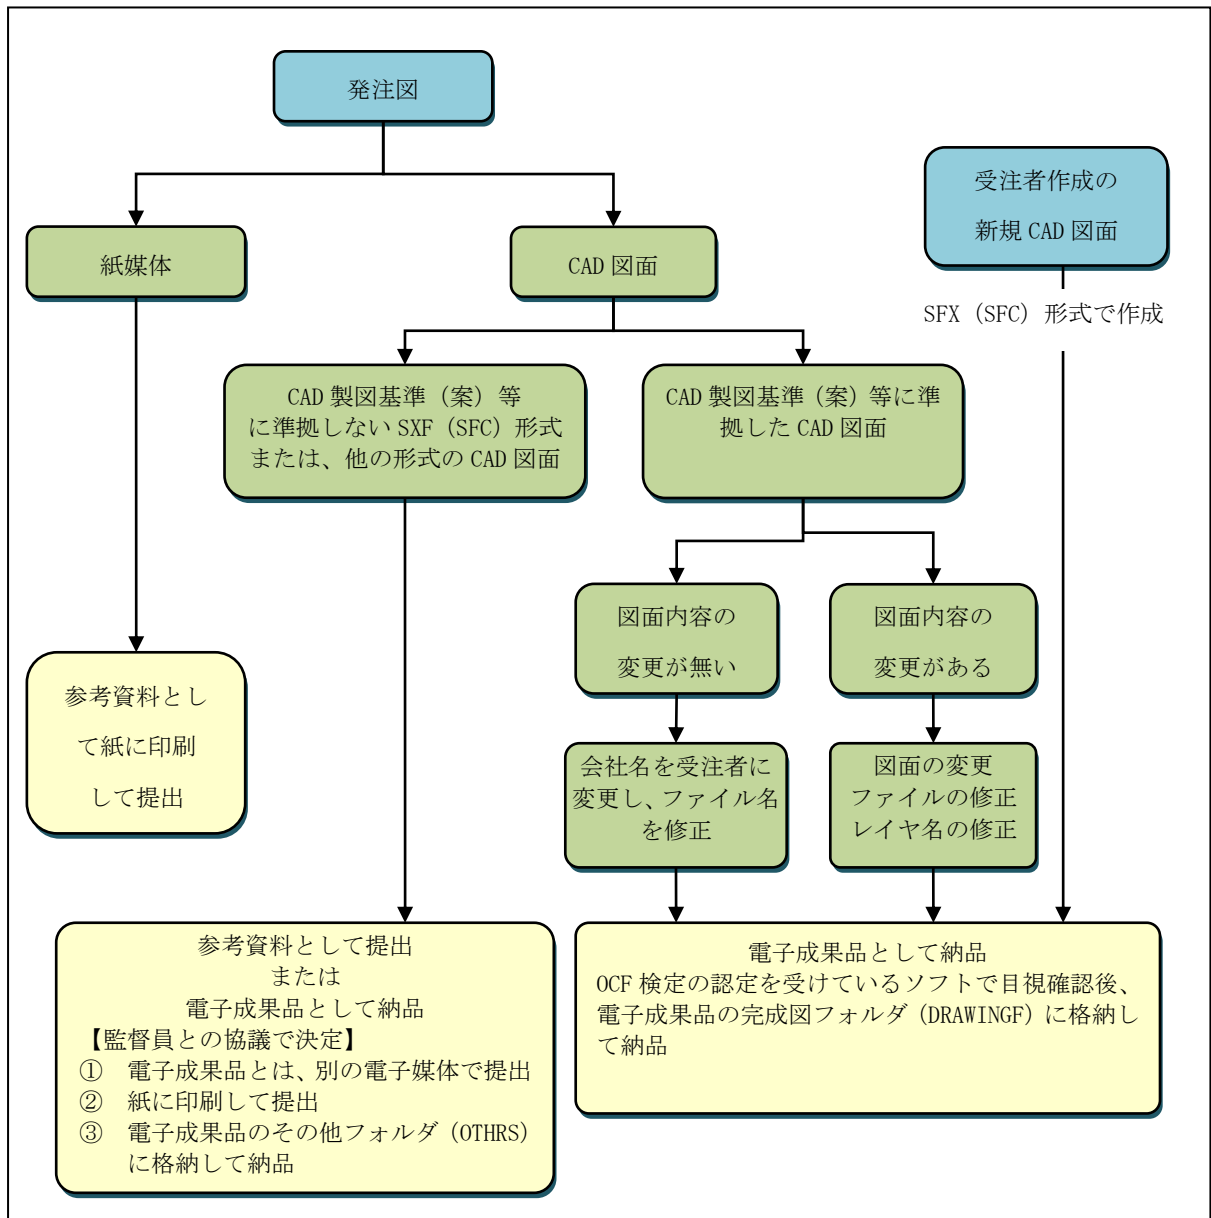 発注図
受注者作成の
新規 CAD 図面
紙媒体
CAD 図面
SFX（SFC）形式で作成
CAD 製図基準（案）等
に準拠しない SXF（SFC）形式
または、他の形式の CAD 図面
CAD 製図基準（案）等に準
拠した CAD 図面
図面内容の
変更が無い
図面内容の
変更がある
参考資料とし
て紙に印刷
して提出
会社名を受注者に
変更し、ファイル名
を修正
図面の変更
ファイルの修正
レイヤ名の修正
参考資料として提出
または
電子成果品として納品
【監督員との協議で決定】
① 電子成果品とは、別の電子媒体で提出
② 紙に印刷して提出
③ 電子成果品のその他フォルダ（OTHRS）
に格納して納品
電子成果品として納品
OCF 検定の認定を受けているソフトで目視確認後、
電子成果品の完成図フォルダ（DRAWINGF）に格納し
て納品